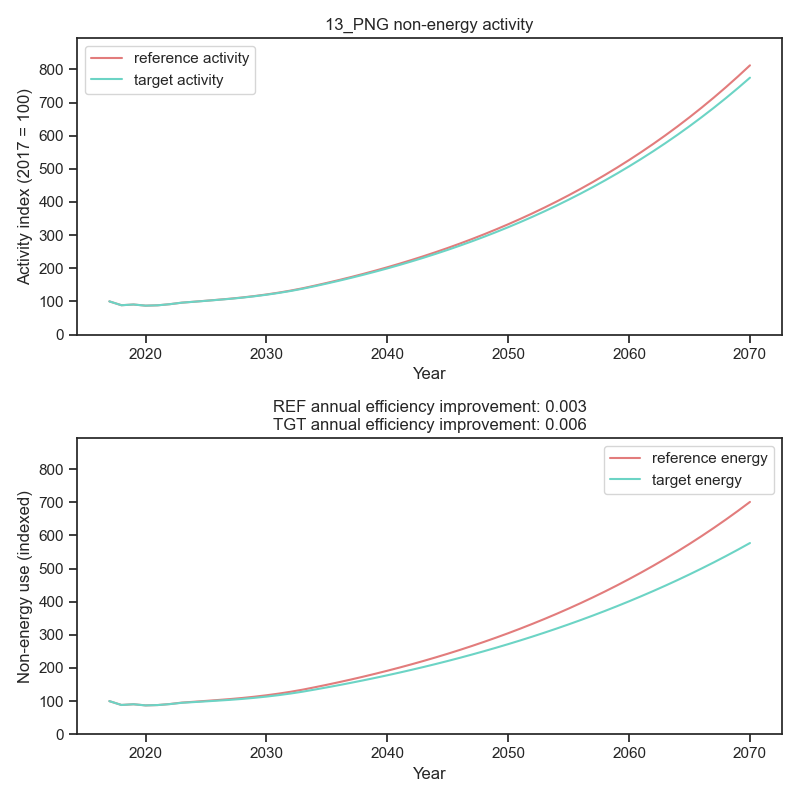 13_PNG non-energy activity
reference activity
target activity
Activity index (2017 = 100)
800
700
600
500
400
300
200
100
0
2020 2030 2040 2050 2060 2070
Year
REF annual efficiency improvement: 0.003
TGT annual efficiency improvement: 0.006
reference energy
target energy
Non-energy use (indexed)
800
700
600
500
400
300
200
100
0
2020 2030 2040 2050 2060 2070
Year